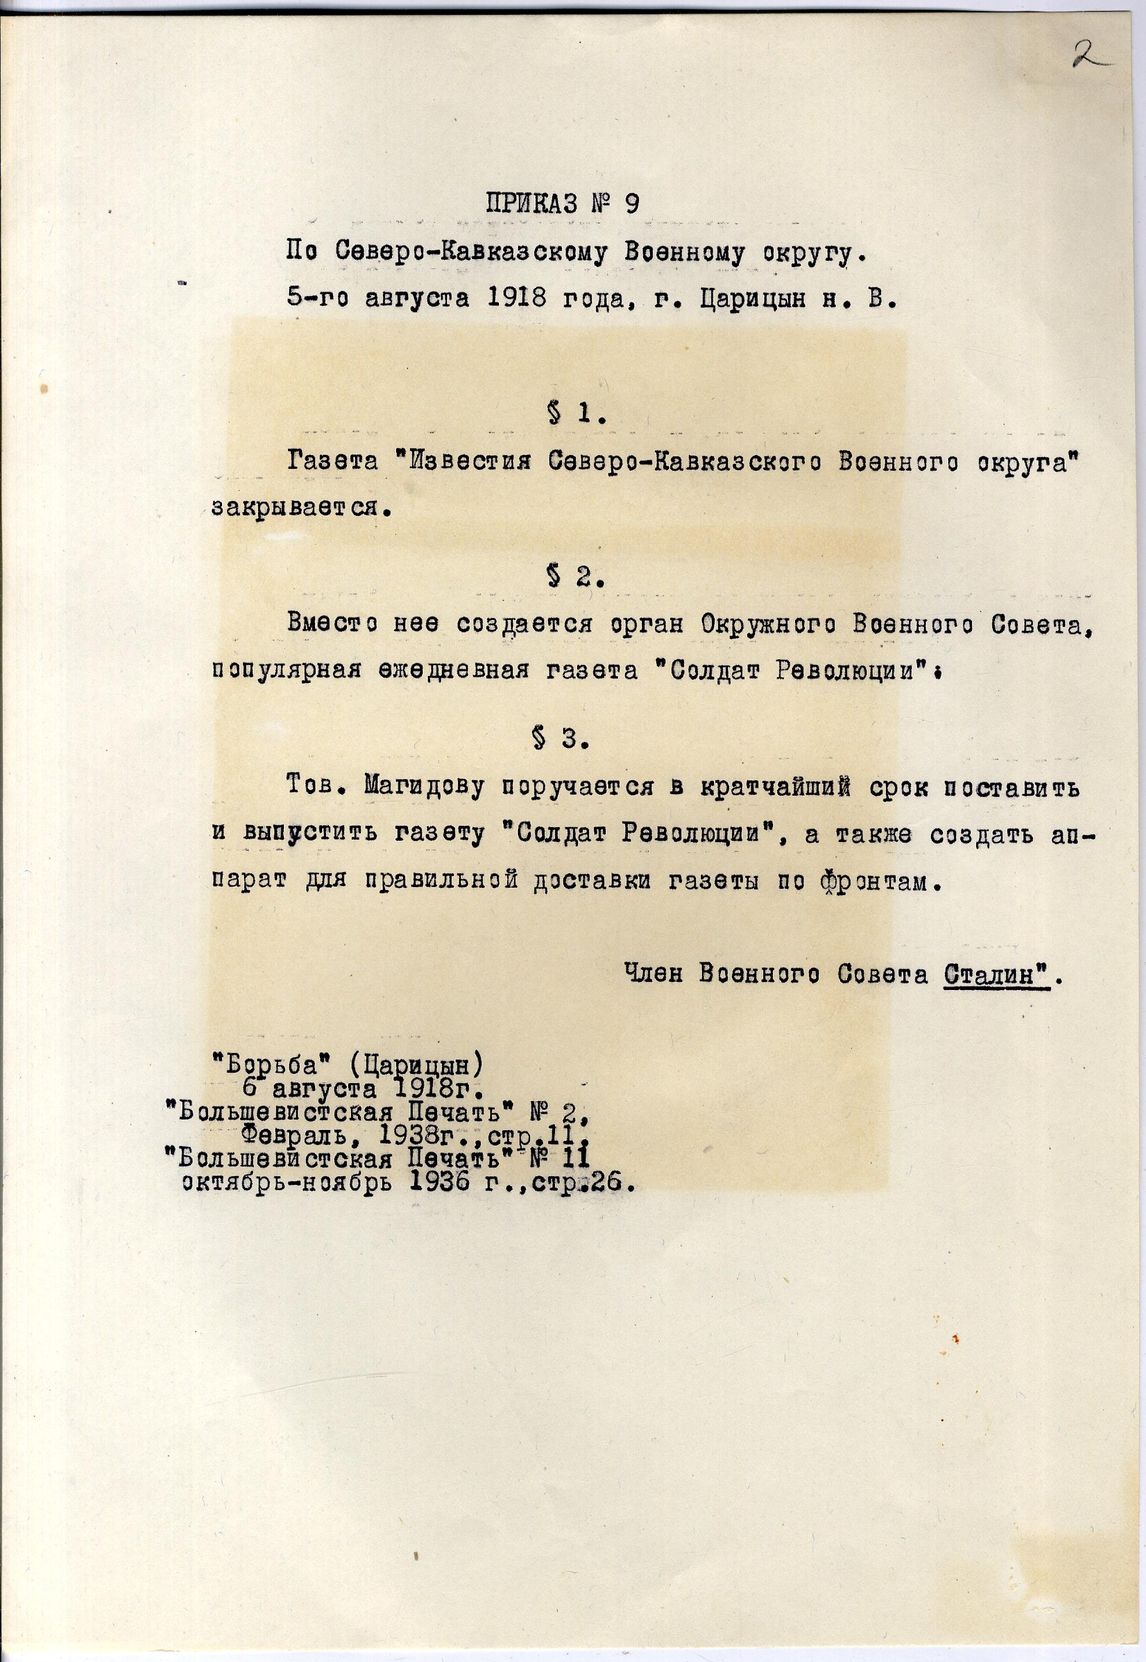 2
ПРИКАЗ № 9
По Северо-Кавказскому Военному округу.
5-го августа 1918 года, г. Царицын н. В.
§ 1.
Газета "Известия Северо-Кавказского Военного округа"
закрывается.
§ 2.
Вместо нее создается орган Окружного Военного Совета,
популярная ежедневная газета "Солдат Революции":
§ 3.
Тов. Магидову поручается в кратчайший срок поставить
и выпустить газету "Солдат Революции", а также создать ап-
парат для правильной доставки газеты по фронтам.
Член Военного Совета Сталин".
"Борьба" (Царицын)
6 августа 1918г.
"Большевистская Печать" № 2,
Февраль, 1938г.,стр.11.
"Большевистская Печать" № 11
октябрь-ноябрь 1936 г.,стр.26.